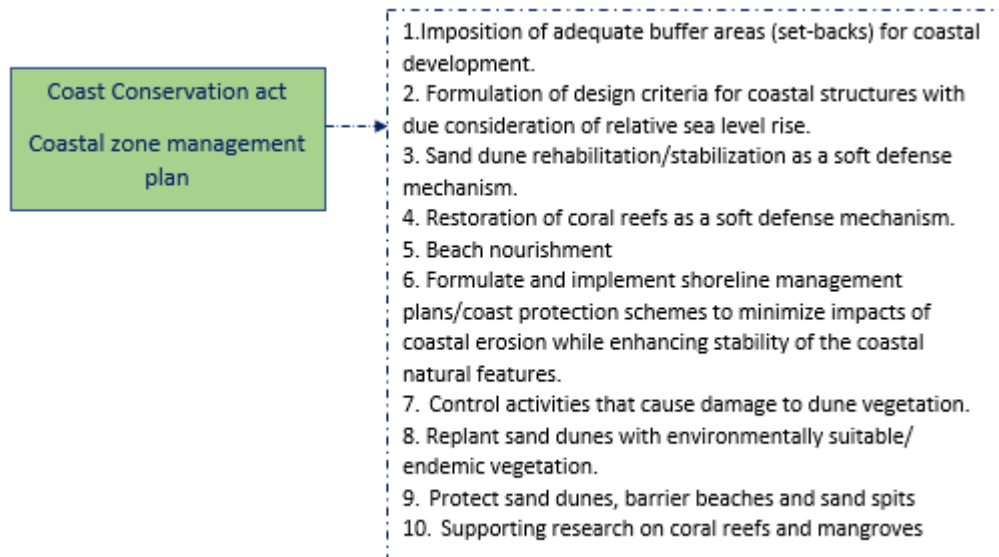 Coast Conservation act
Coastal zone management
plan
1.Imposition of adequate buffer areas (set-backs) for coastal
development.
2. Formulation of design criteria for coastal structures with
due consideration of relative sea level rise.
3. Sand dune rehabilitation/stabilization as a soft defense
mechanism.
4. Restoration of coral reefs as a soft defense mechanism.
5. Beach nourishment
6. Formulate and implement shoreline management
plans/coast protection schemes to minimize impacts of
coastal erosion while enhancing stability of the coastal
natural features.
7. Control activities that cause damage to dune vegetation.
8. Replant sand dunes with environmentally suitable/
endemic vegetation.
9. Protect sand dunes, barrier beaches and sand spits
10. Supporting research on coral reefs and mangroves